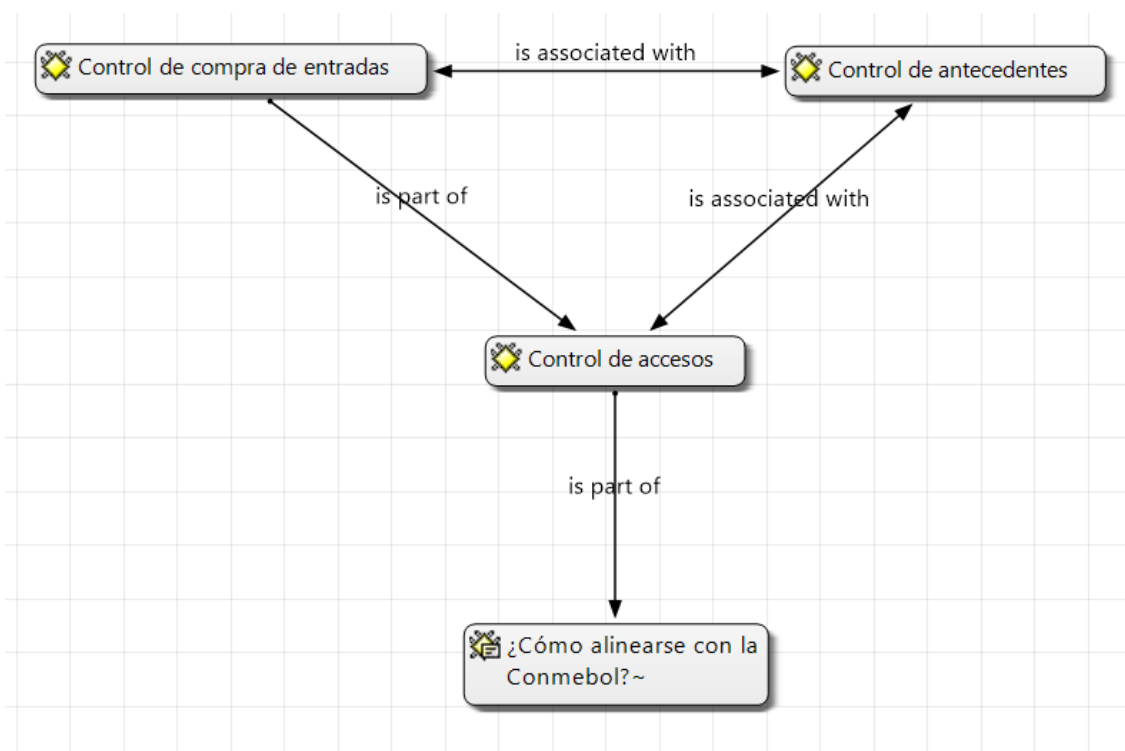 is associated with
Control de compra de entradas
Control de antecedentes
is part of
is associated with
Control de accesos
is part of
¿Cómo alinearse con la
Conmebol?~